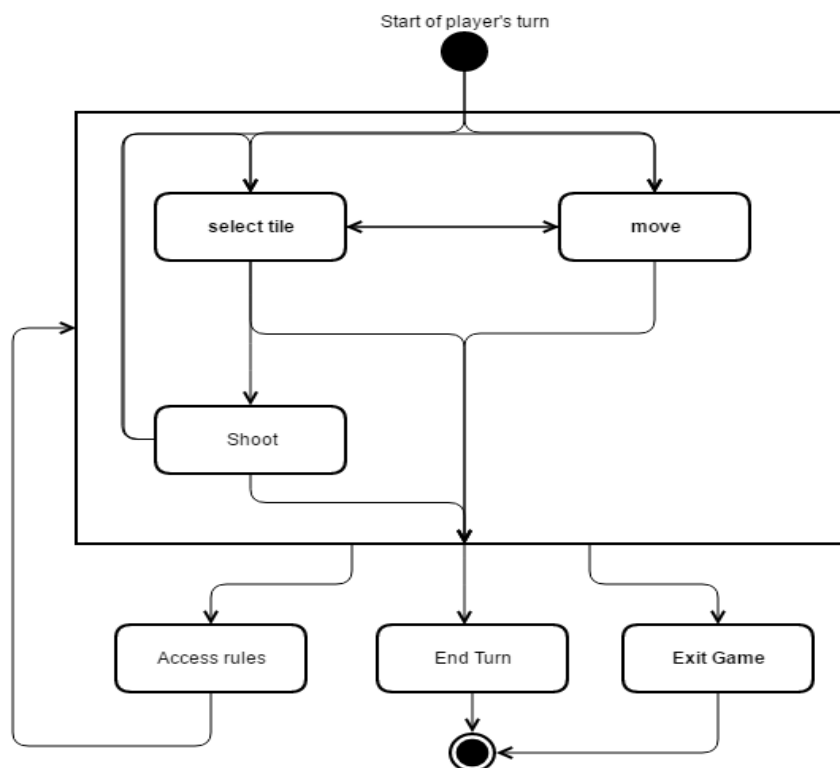 Start of player's turn
select tile
move
Shoot
Access rules
End Turn
Exit Game